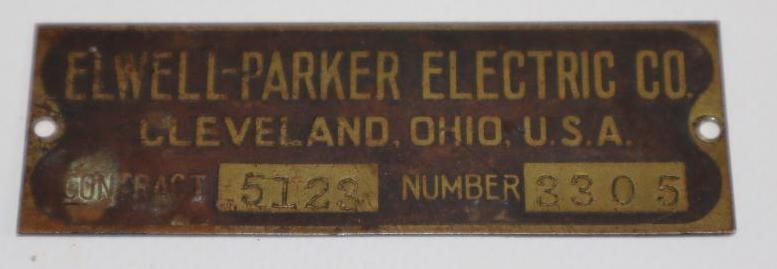 ELWELL-PARKER ELECTRIC CO.
CLEVELAND, OHIO, U.S.A.
CONTRACT 5123 NUMBER 3305